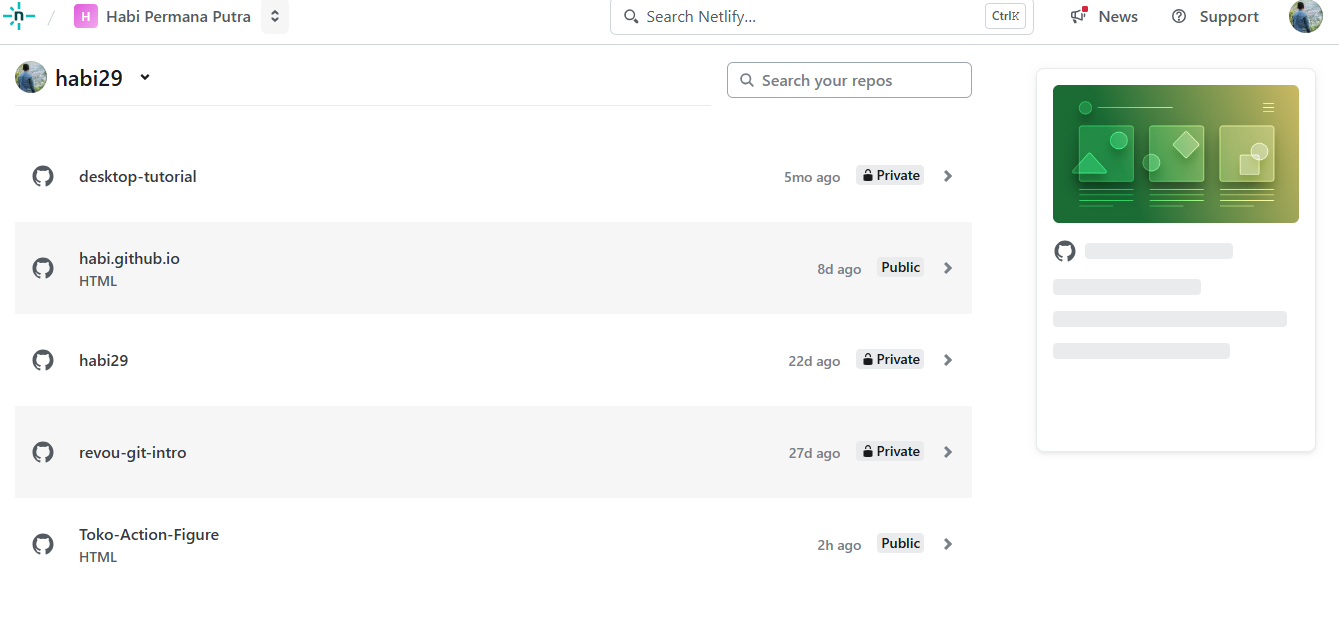 n / H Habi Permana Putra
Search Netlify...
CtrlK
News
Support
habi29
Search your repos
desktop-tutorial
5mo ago
Private
habi.github.io
HTML
8d ago
Public
habi29
22d ago
Private
revou-git-intro
27d ago
Private
Toko-Action-Figure
HTML
2h ago
Public